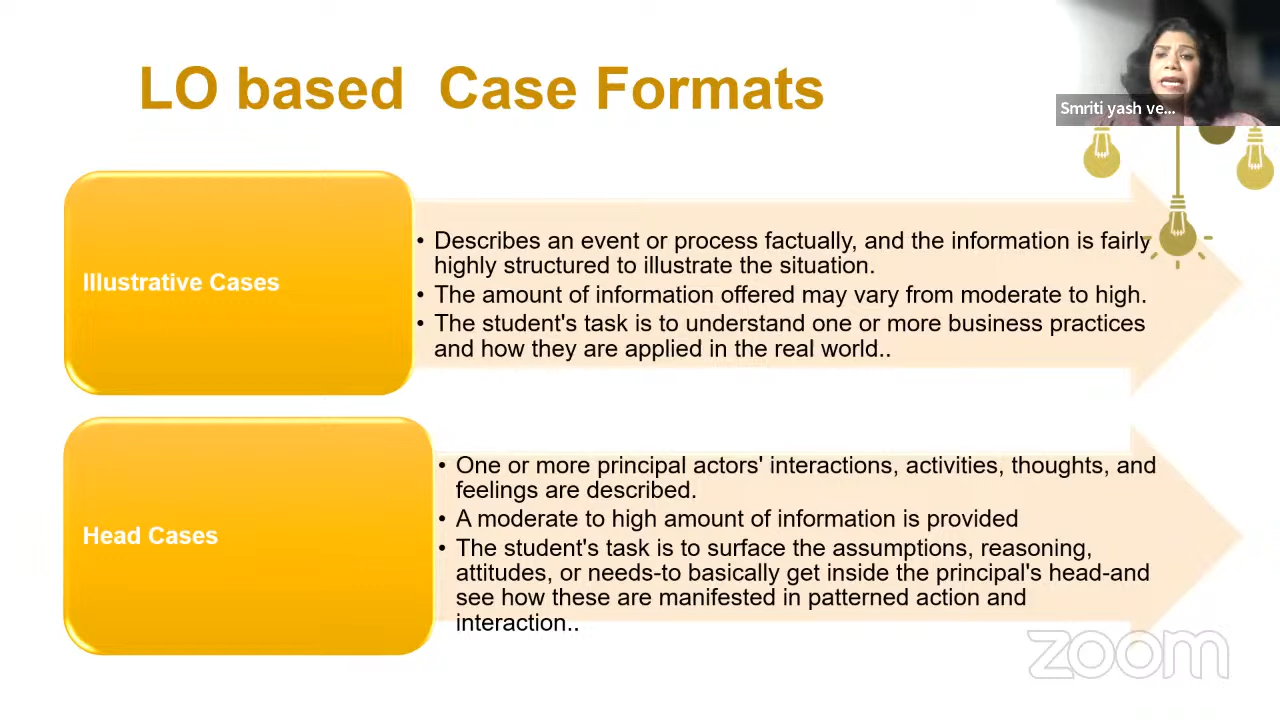 LO based Case Formats
Smriti yash ve...
Illustrative Cases
• Describes an event or process factually, and the information is fairly
highly structured to illustrate the situation.
• The amount of information offered may vary from moderate to high.
• The student's task is to understand one or more business practices
and how they are applied in the real world..
Head Cases
• One or more principal actors' interactions, activities, thoughts, and
feelings are described.
• A moderate to high amount of information is provided
• The student's task is to surface the assumptions, reasoning,
attitudes, or needs-to basically get inside the principal's head-and
see how these are manifested in patterned action and
interaction..
zoom